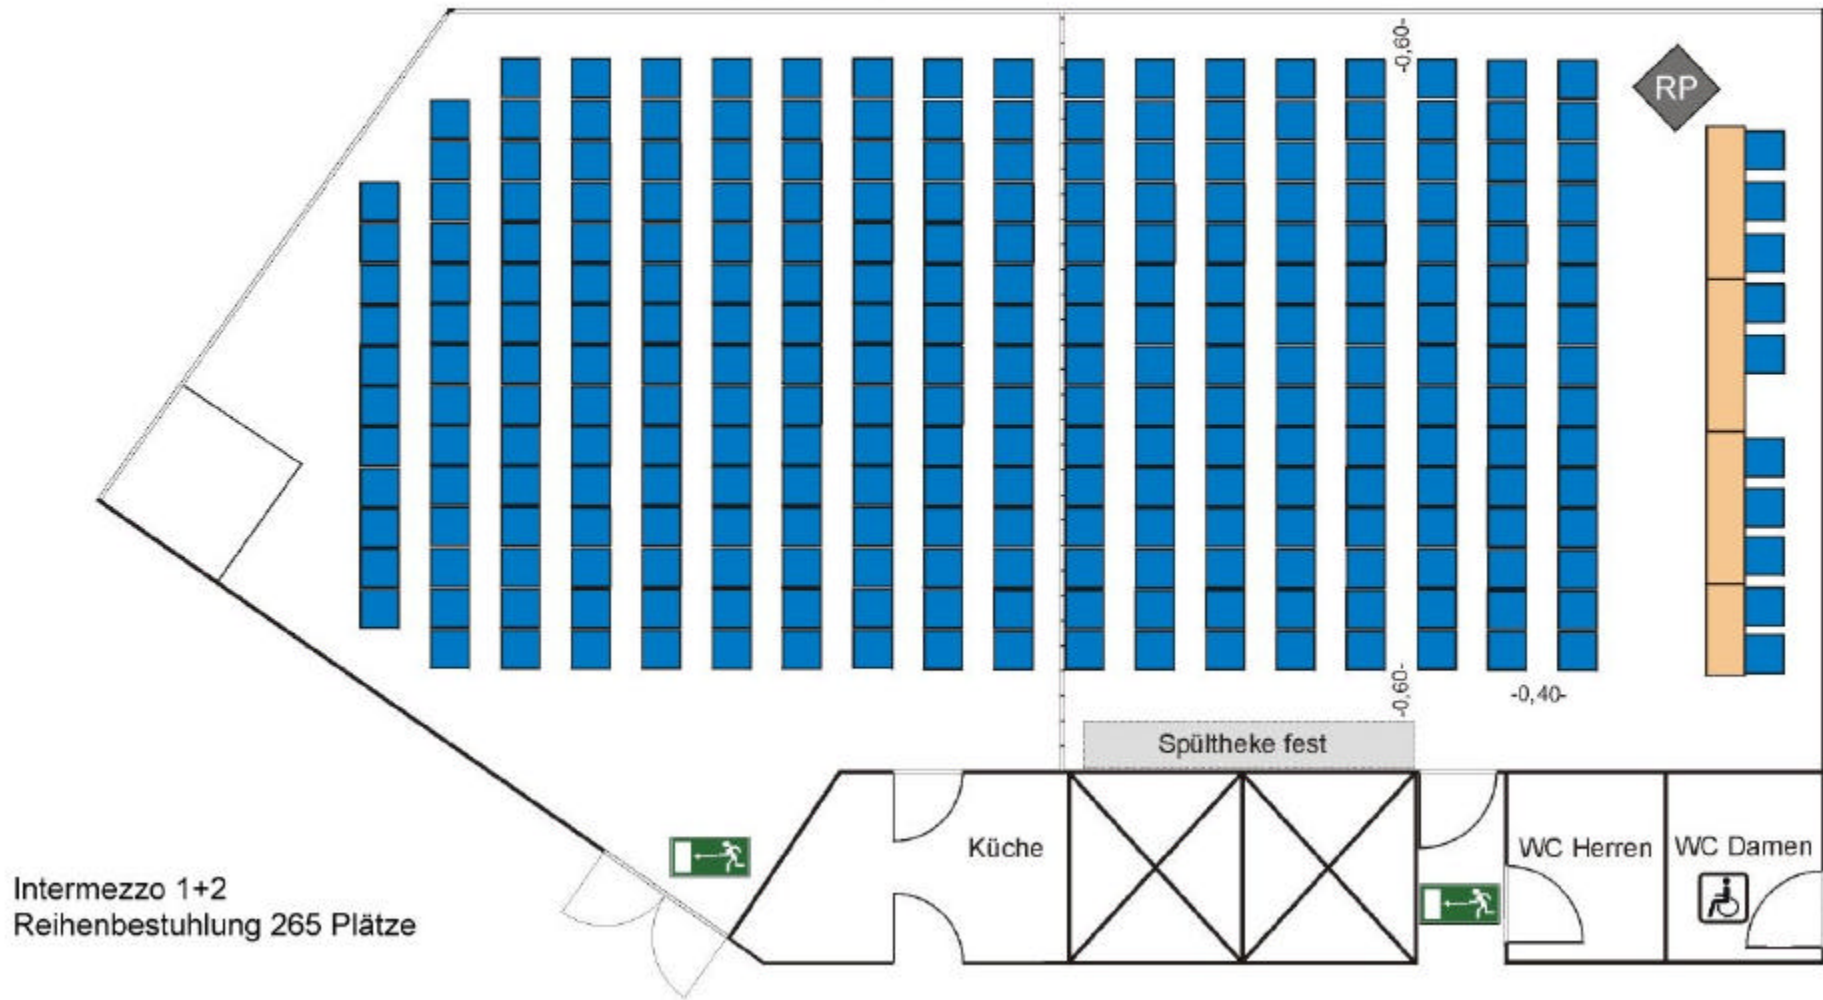 -0,60-
RP
-0,60-
-0,40-
Spültheke fest
Küche
WC Herren
WC Damen
Intermezzo 1+2
Reihenbestuhlung 265 Plätze